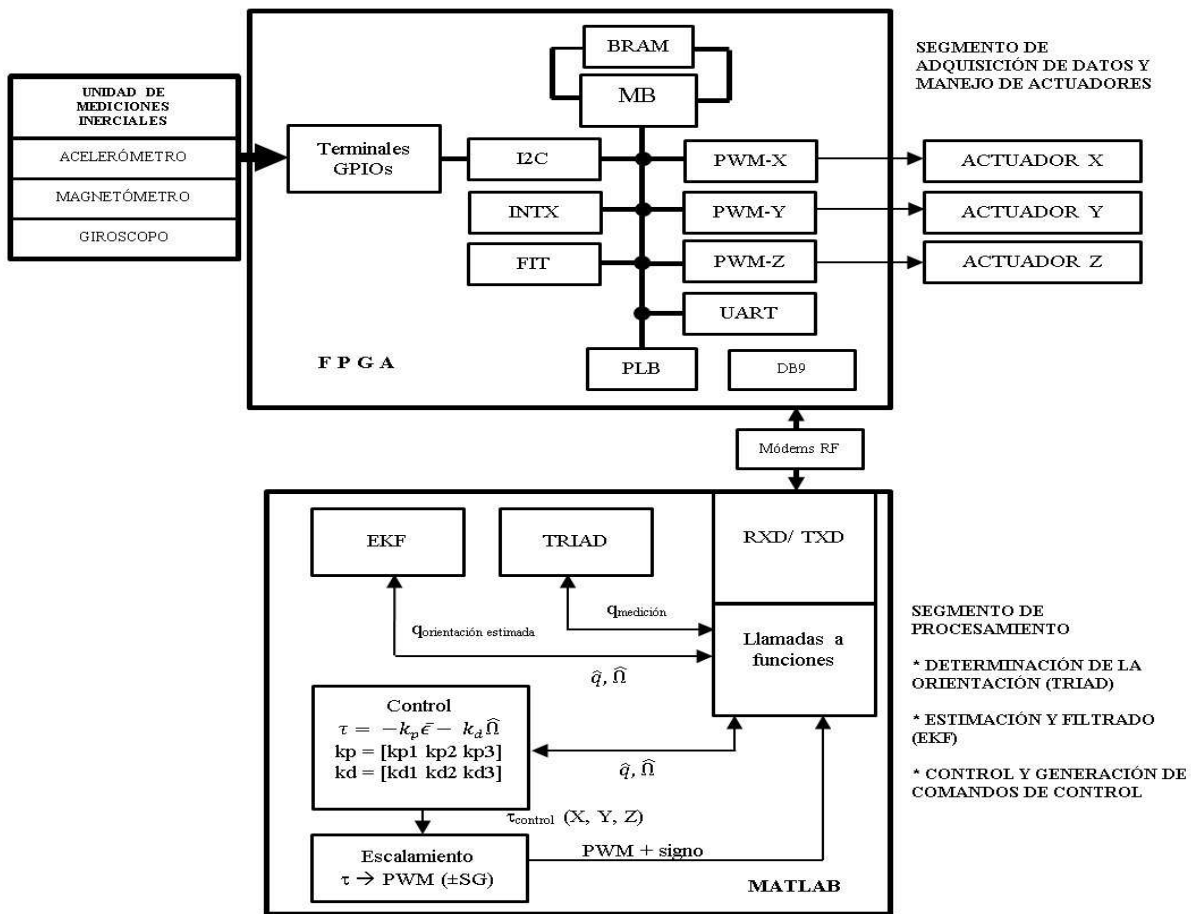 UNIDAD DE
MEDICIONES
INERCIALES
ACELERÓMETRO
MAGNETÓMETRO
GIROSCOPO
Terminales
GPIOs
BRAM
MB
I2C
INTX
FIT
PWM-X
PWM-Y
PWM-Z
UART
PLB
DB9
F P G A
SEGMENTO DE
ADQUISICIÓN DE DATOS Y
MANEJO DE ACTUADORES
ACTUADOR X
ACTUADOR Y
ACTUADOR Z
Módems RF
EKF
TRIAD
RXD/ TXD
qmedición
qorientación estimada
q̂, Ω̂
Llamadas a
funciones
Control
τ = −kₚε̄ − k_d Ω̂
kp = [kp1 kp2 kp3]
kd = [kd1 kd2 kd3]
q̂, Ω̂
τcontrol (X, Y, Z)
Escalamiento
τ → PWM (±SG)
PWM + signo
MATLAB
SEGMENTO DE
PROCESAMIENTO
* DETERMINACIÓN DE LA
ORIENTACIÓN (TRIAD)
* ESTIMACIÓN Y FILTRADO
(EKF)
* CONTROL Y GENERACIÓN DE
COMANDOS DE CONTROL